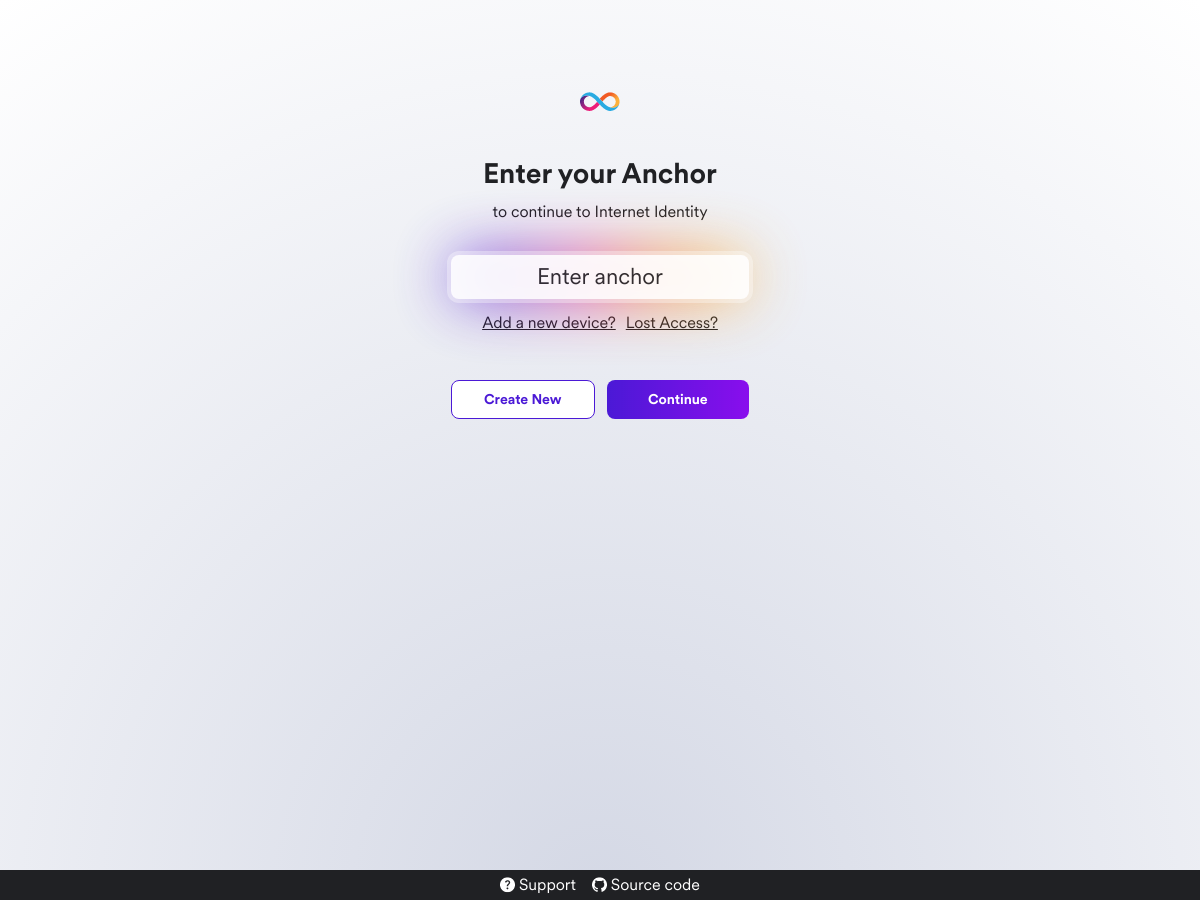 Enter your Anchor
to continue to Internet Identity
Enter anchor
Add a new device? Lost Access?
Create New Continue
Support Source code